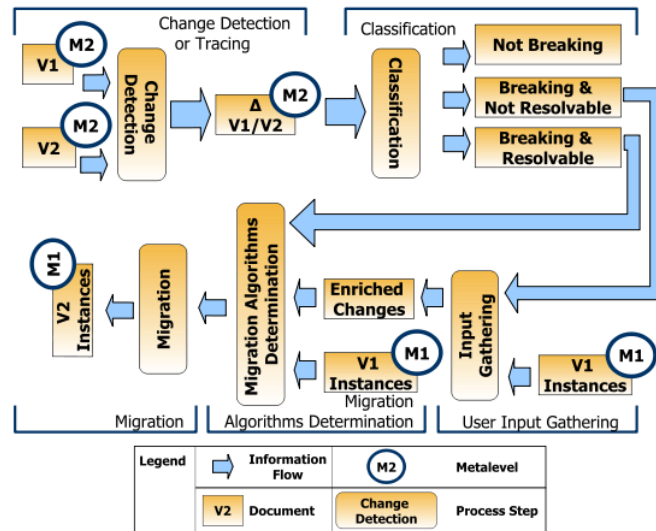 Change Detection
or Tracing
Classification
M2
V1
M2
V2
Change
Detection
Δ
V1/V2
M2
Classification
Not Breaking
Breaking &
Not Resolvable
Breaking &
Resolvable
M1
V2
Instances
Migration
Migration Algorithms
Determination
Enriched
Changes
V1
Instances
M1
Input
Gathering
V1
Instances
M1
Migration
Migration
Algorithms Determination
User Input Gathering
Legend
Information
Flow
M2
Metalevel
V2
Document
Change
Detection
Process Step